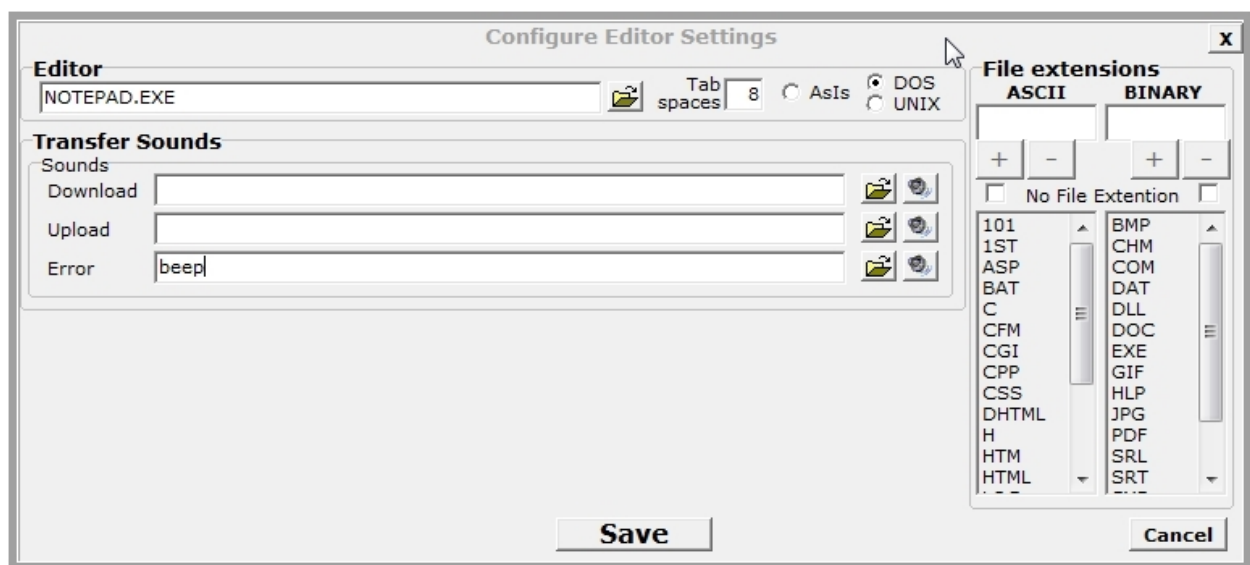 Configure Editor Settings
X
Editor
NOTEPAD.EXE
Tab spaces
8
AsIs
DOS
UNIX
Transfer Sounds
Sounds
Download
Upload
Error
beep
File extensions
ASCII
BINARY
+
-
+
-
No File Extention
101
1ST
ASP
BAT
C
CFM
CGI
CPP
CSS
DHTML
H
HTM
HTML
BMP
CHM
COM
DAT
DLL
DOC
EXE
GIF
HLP
JPG
PDF
SRL
SRT
Save
Cancel